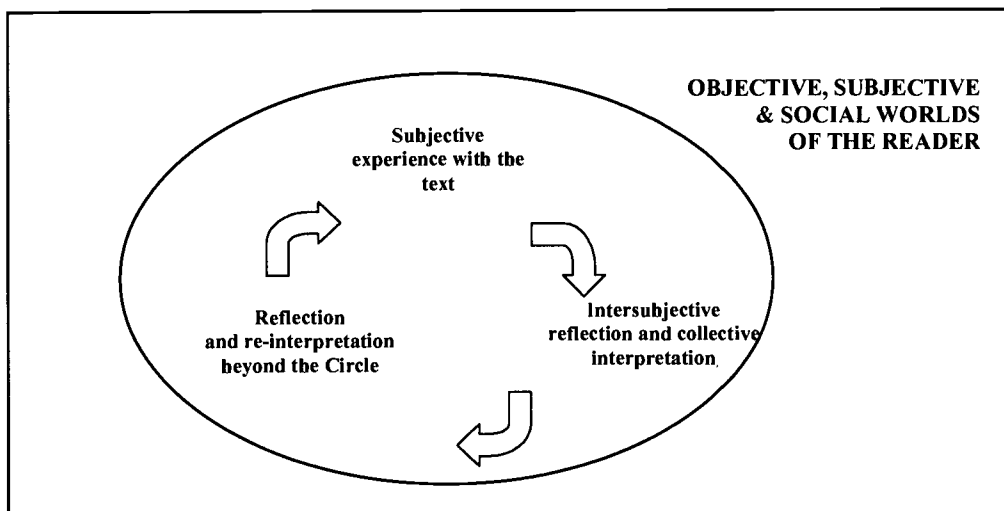 OBJECTIVE, SUBJECTIVE
& SOCIAL WORLDS
OF THE READER
Subjective
experience with the
text
Intersubjective
reflection and collective
interpretation
Reflection
and re-interpretation
beyond the Circle